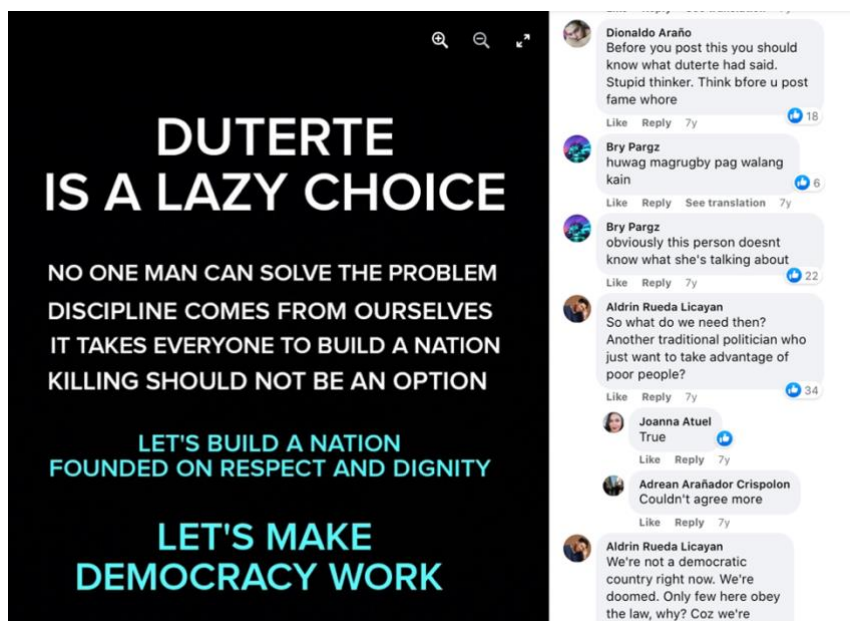 DUTERTE
IS A LAZY CHOICE
NO ONE MAN CAN SOLVE THE PROBLEM
DISCIPLINE COMES FROM OURSELVES
IT TAKES EVERYONE TO BUILD A NATION
KILLING SHOULD NOT BE AN OPTION
LET'S BUILD A NATION
FOUNDED ON RESPECT AND DIGNITY
LET'S MAKE
DEMOCRACY WORK
Dionaldo Araño
Before you post this you should
know what duterte had said.
Stupid thinker. Think bfore u post
fame whore
18
Like Reply 7y
Bry Pargz
huwag magrugby pag walang
kain
6
Like Reply See translation 7y
Bry Pargz
obviously this person doesnt
know what she's talking about
22
Like Reply 7y
Aldrin Rueda Licayan
So what do we need then?
Another traditional politician who
just want to take advantage of
poor people?
34
Like Reply 7y
Joanna Atuel
True
Like Reply 7y
Adrean Arañador Crispolon
Couldn't agree more
Like Reply 7y
Aldrin Rueda Licayan
We're not a democratic
country right now. We're
doomed. Only few here obey
the law, why? Coz we're